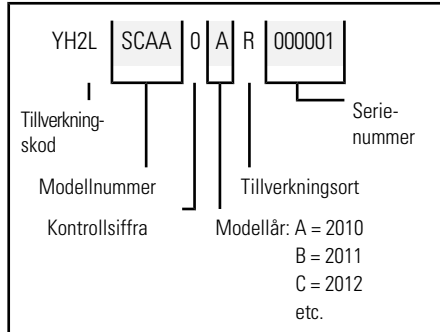 YH2L SCAA 0 A R 000001
Tillverkning-
skod
Serie-
nummer
Modellnummer
Tillverkningsort
Kontrollsiffra
Modellår: A = 2010
B = 2011
C = 2012
etc.